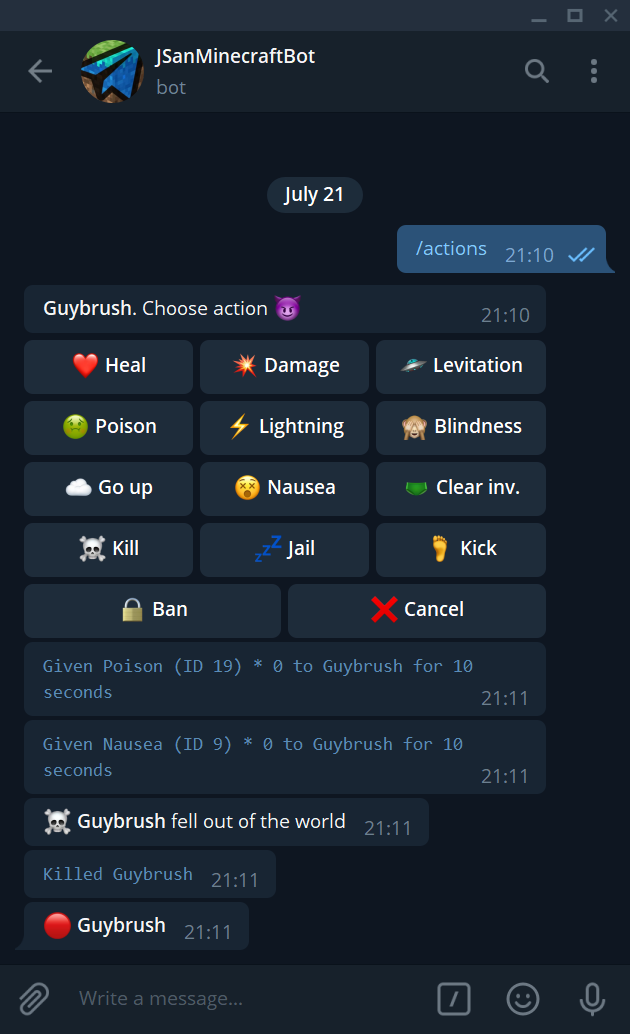 JSanMinecraftBot
bot
July 21
/actions 21:10
Guybrush. Choose action 😈 21:10
❤️ Heal 💥 Damage 🛸 Levitation
🤢 Poison ⚡ Lightning 🙈 Blindness
☁️ Go up 😵 Nausea 🩲 Clear inv.
☠️ Kill 💤 Jail 🦶 Kick
🔒 Ban ❌ Cancel
Given Poison (ID 19) * 0 to Guybrush for 10
seconds 21:11
Given Nausea (ID 9) * 0 to Guybrush for 10
seconds 21:11
☠️ Guybrush fell out of the world 21:11
Killed Guybrush 21:11
🔴 Guybrush 21:11
Write a message...